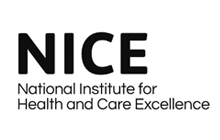 NICE
National Institute for
Health and Care Excellence